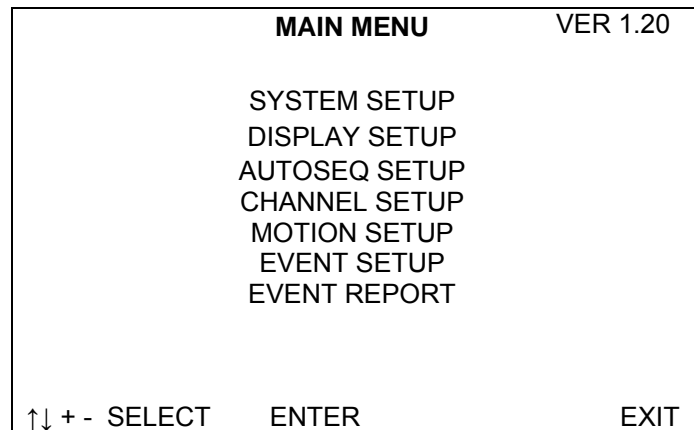 MAIN MENU VER 1.20
SYSTEM SETUP
DISPLAY SETUP
AUTOSEQ SETUP
CHANNEL SETUP
MOTION SETUP
EVENT SETUP
EVENT REPORT
↑↓ + - SELECT ENTER EXIT